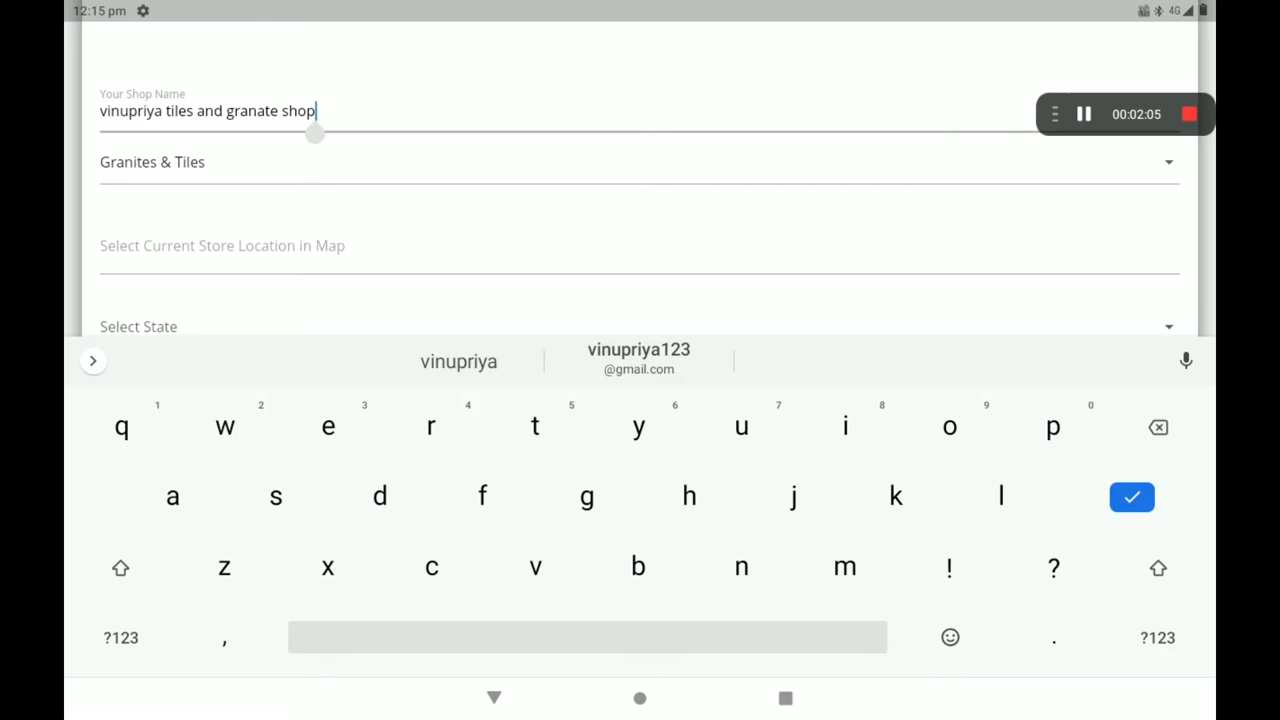 12:15 pm
4G
Your Shop Name
vinupriya tiles and granate shop
00:02:05
Granites & Tiles
Select Current Store Location in Map
Select State
vinupriya
vinupriya123
@gmail.com
1 2 3 4 5 6 7 8 9 0
q w e r t y u i o p
a s d f g h j k l
z x c v b n m ! ?
?123 , . ?123